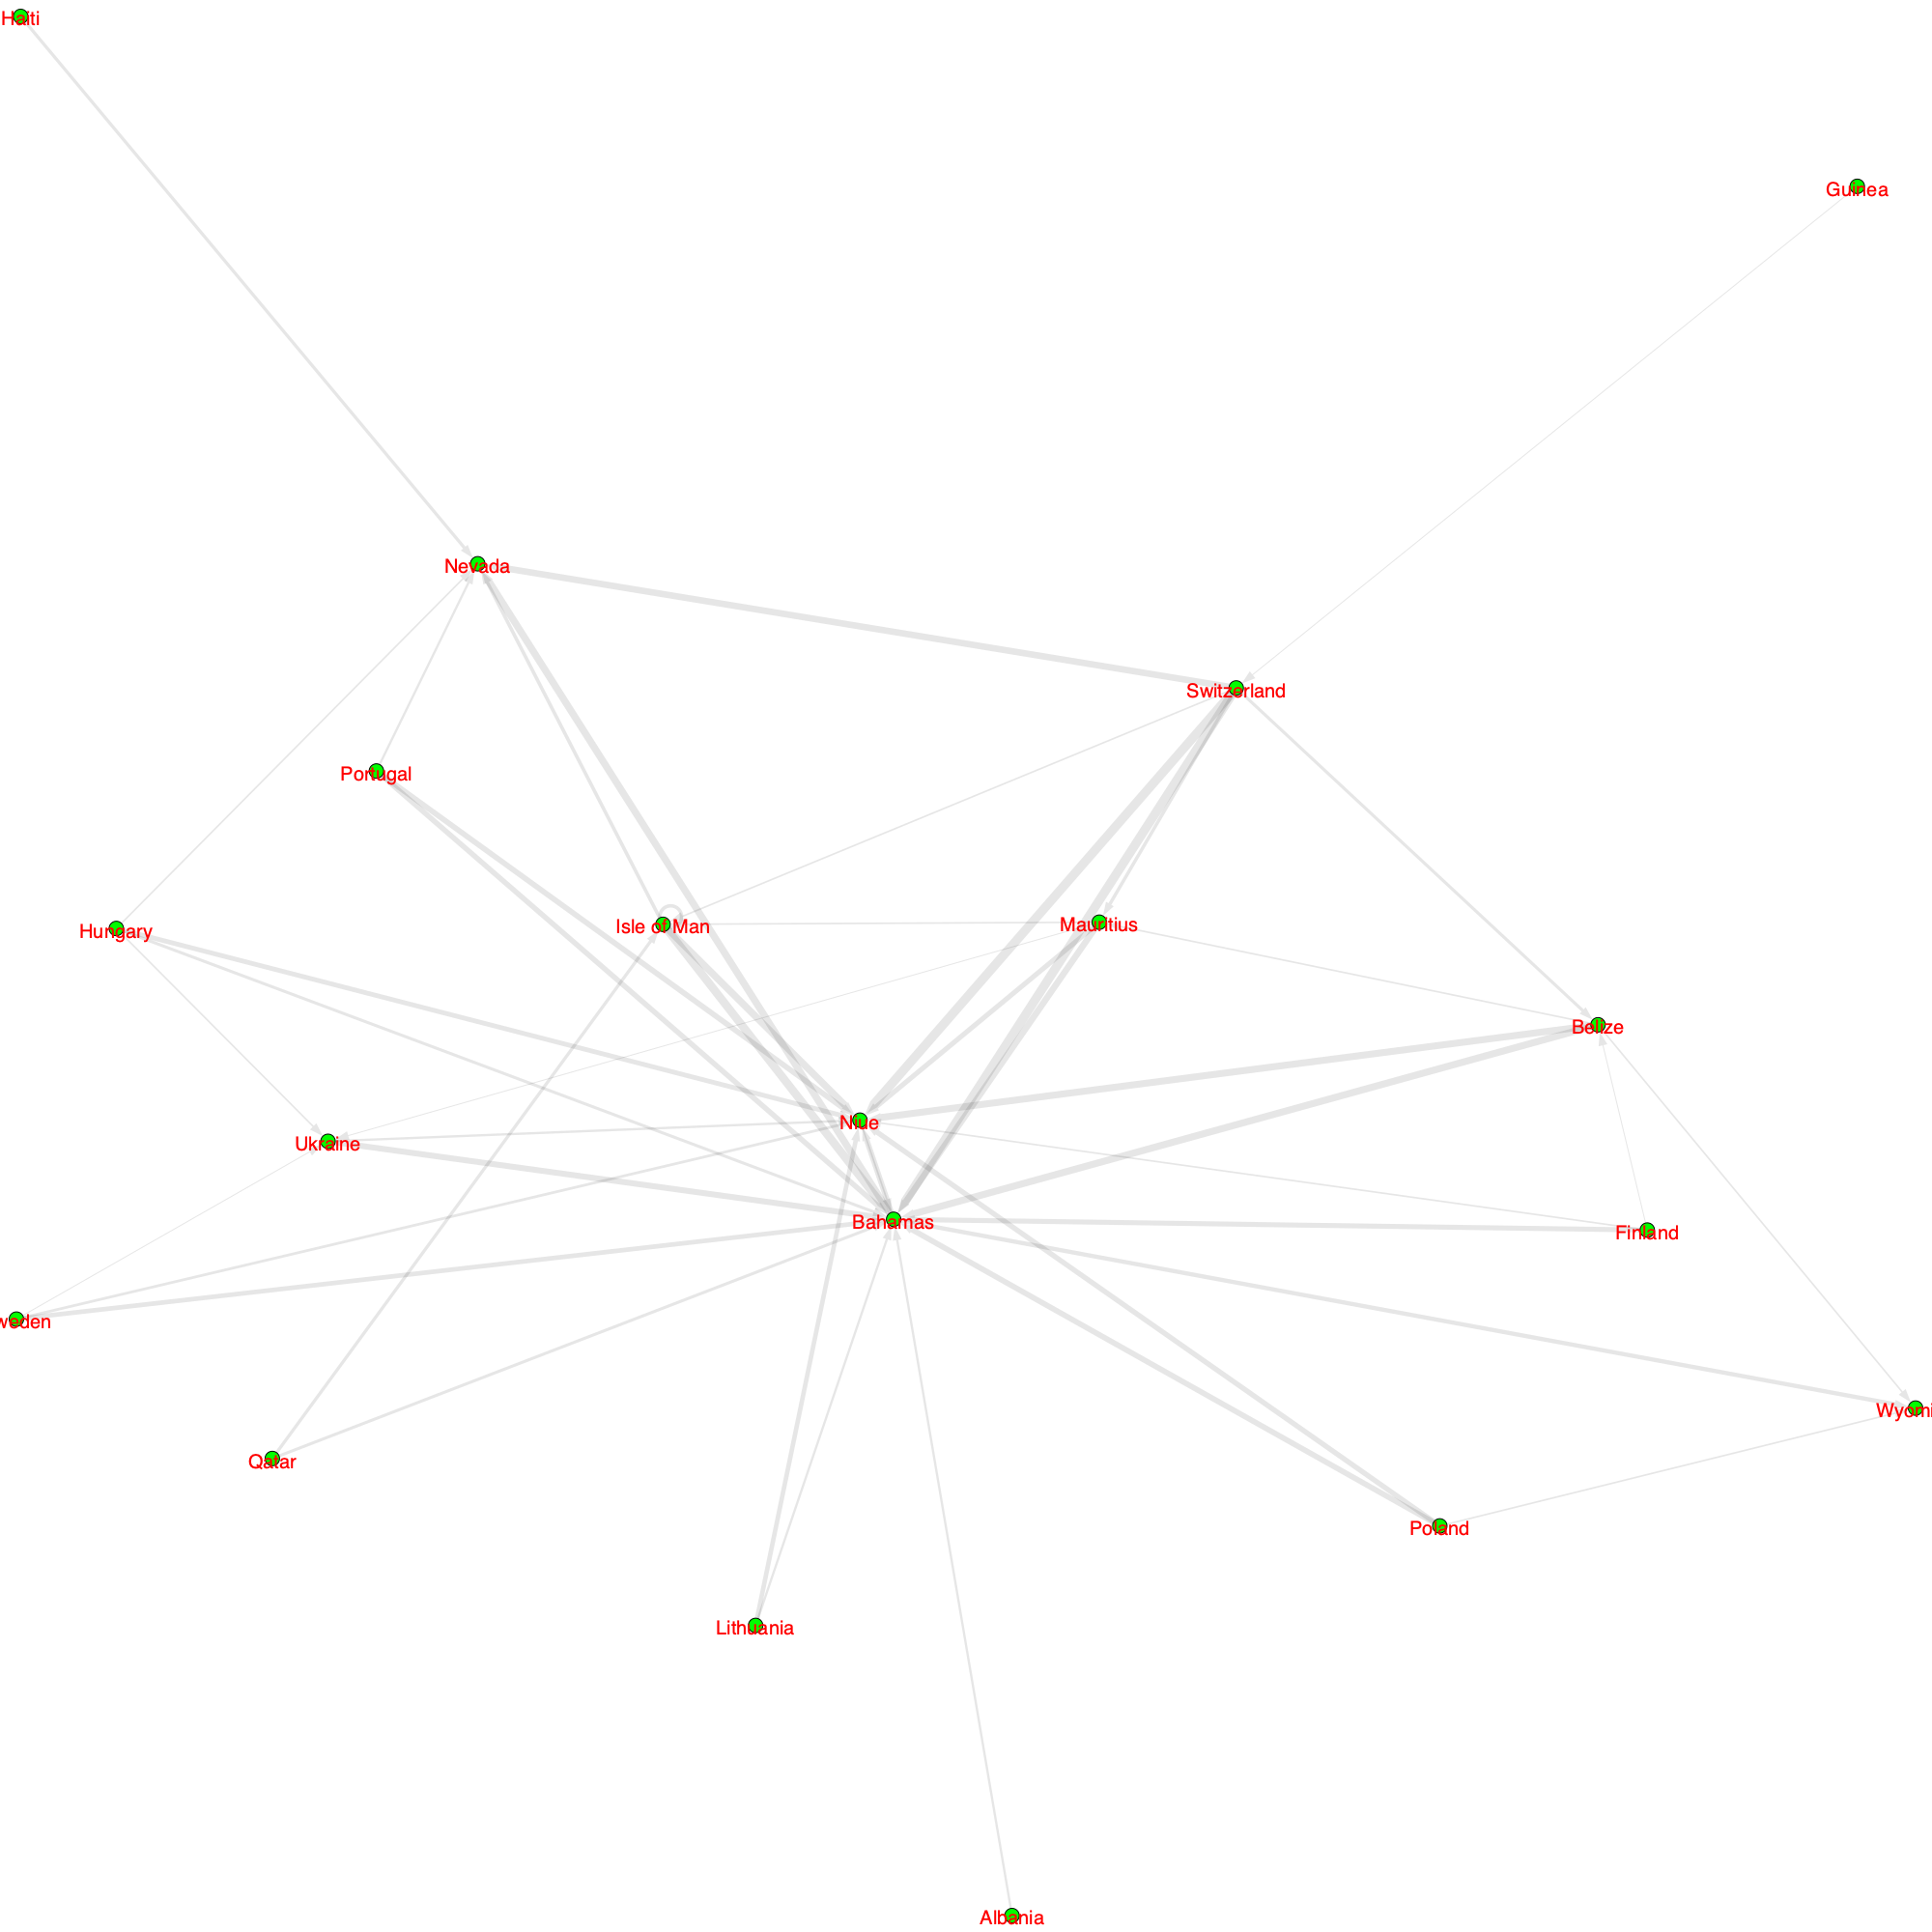 Haiti
Guinea
Nevada
Switzerland
Portugal
Isle of Man
Mauritius
Hungary
Belize
Niue
Ukraine
Bahamas
Finland
weden
Wyomi
Qatar
Poland
Lithuania
Albania